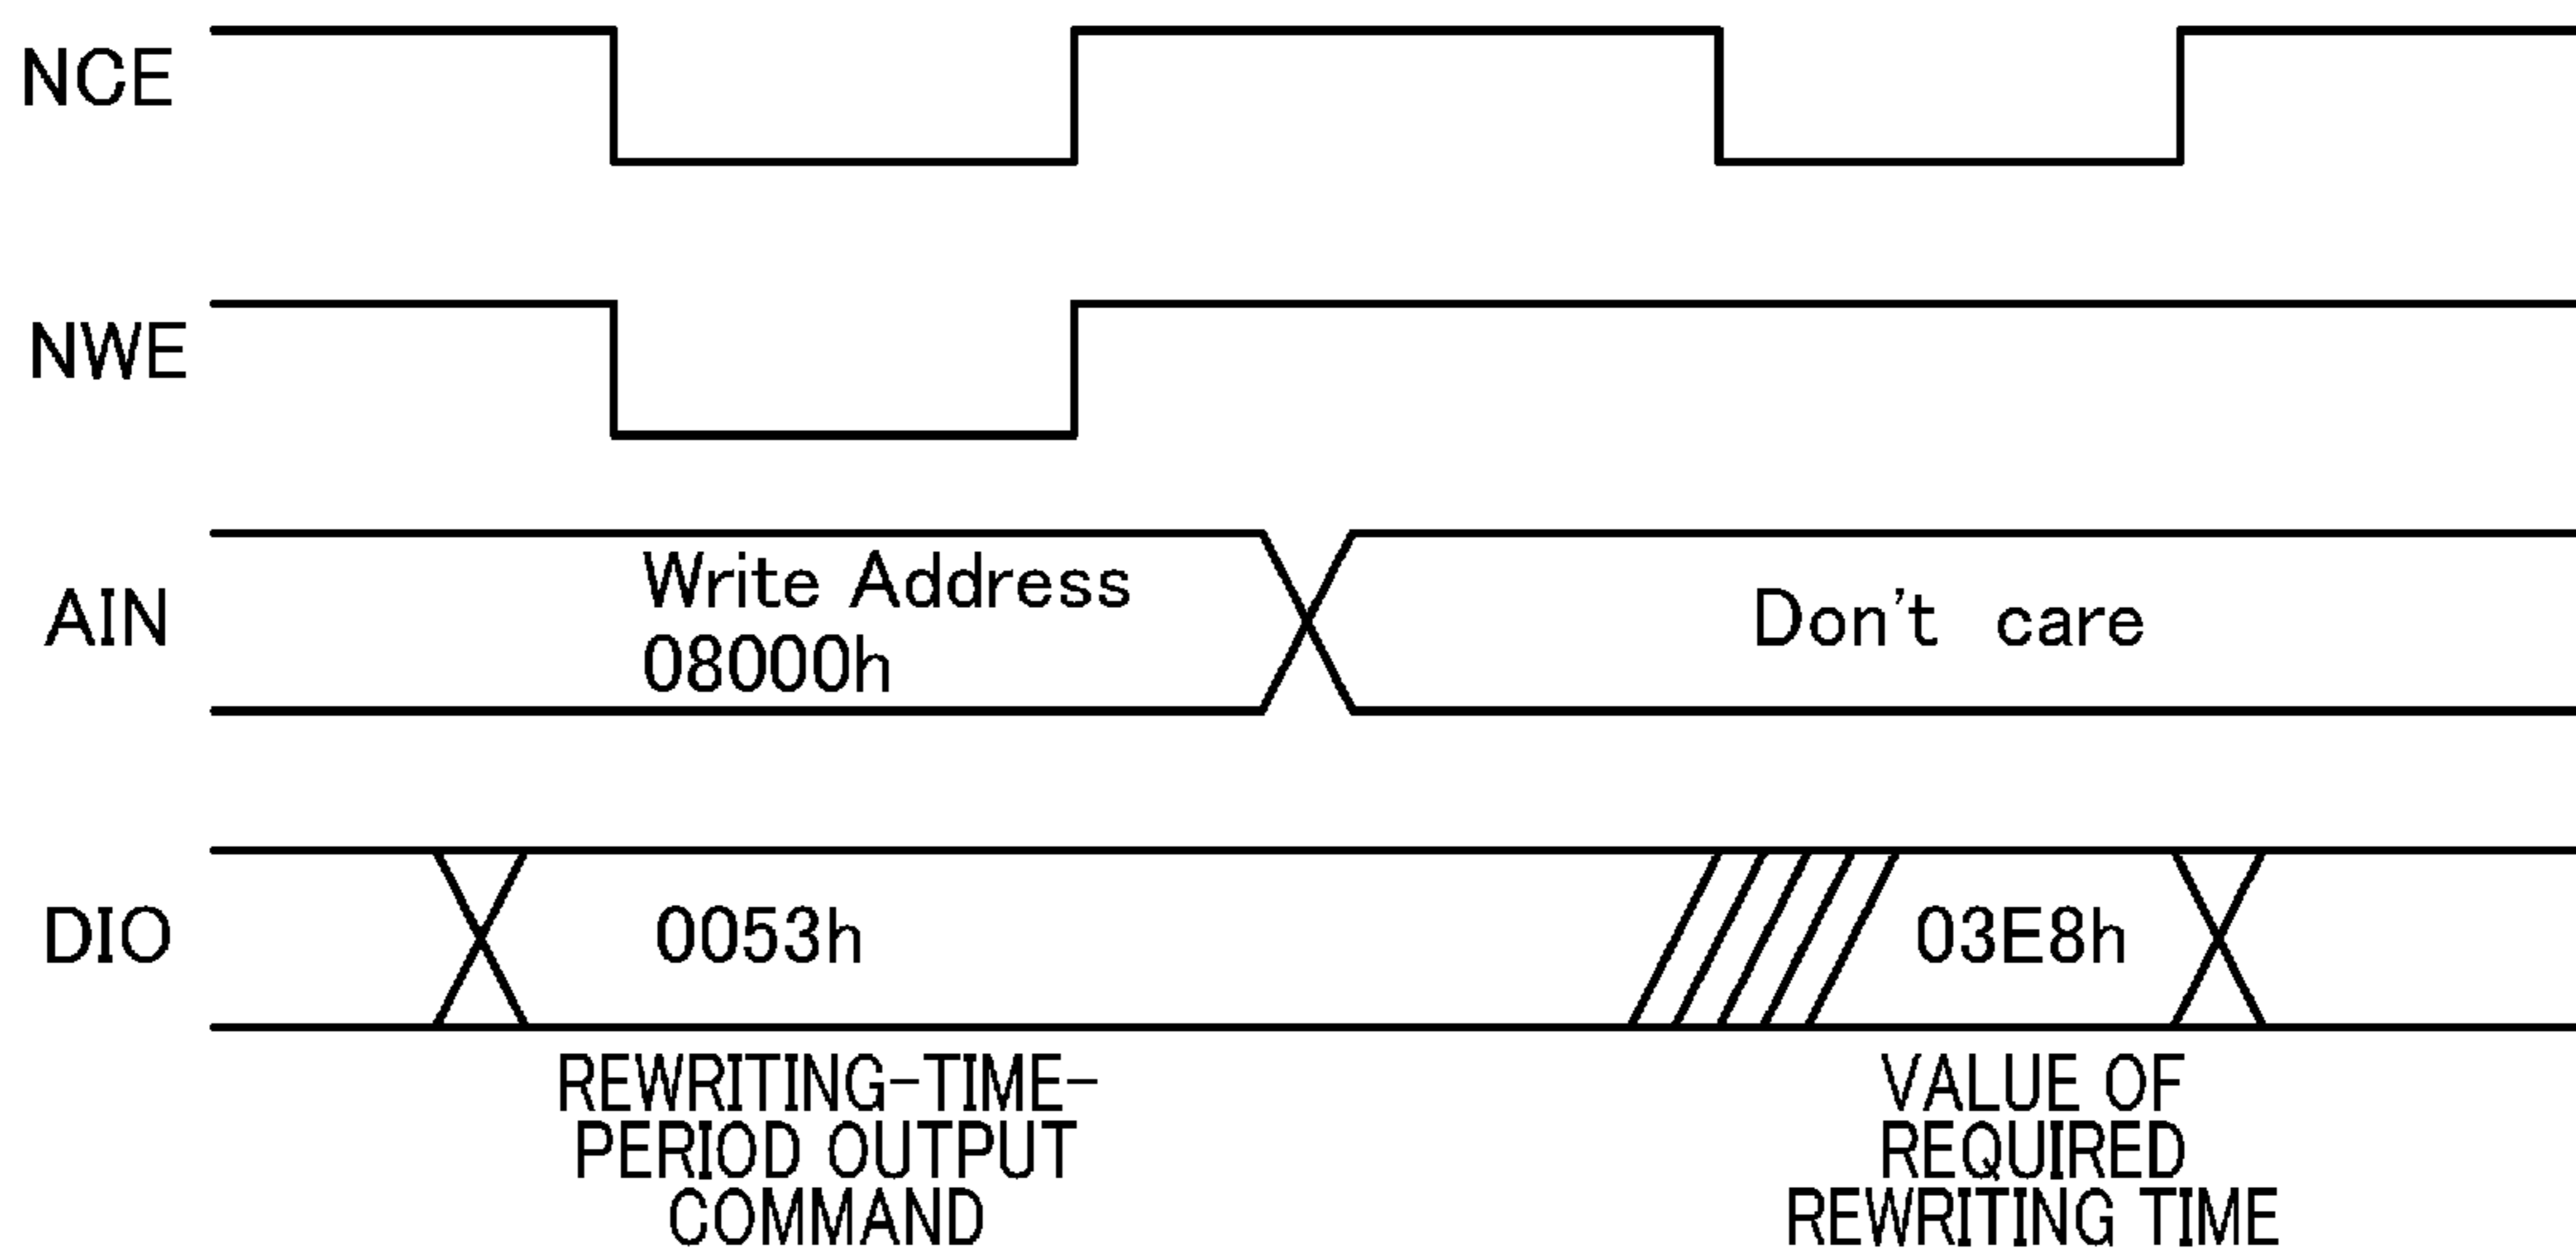 NCE
NWE
AIN
Write Address
08000h
Don't care
DIO
0053h
03E8h
REWRITING-TIME-
PERIOD OUTPUT
COMMAND
VALUE OF
REQUIRED
REWRITING TIME